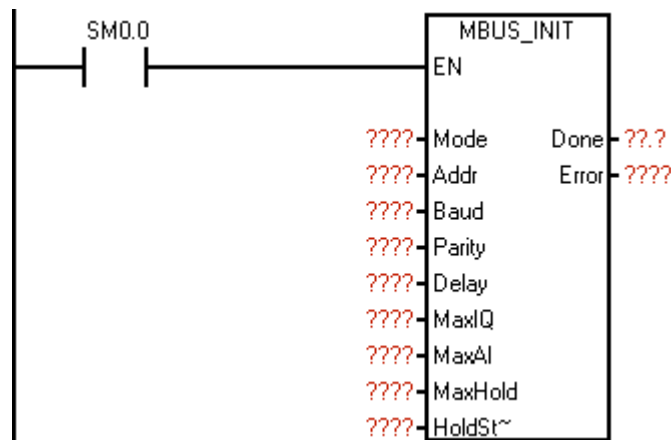 SM0.0 MBUS_INIT
EN
???? Mode Done ??.?
???? Addr Error ????
???? Baud
???? Parity
???? Delay
???? MaxIQ
???? MaxAI
???? MaxHold
???? HoldSt~